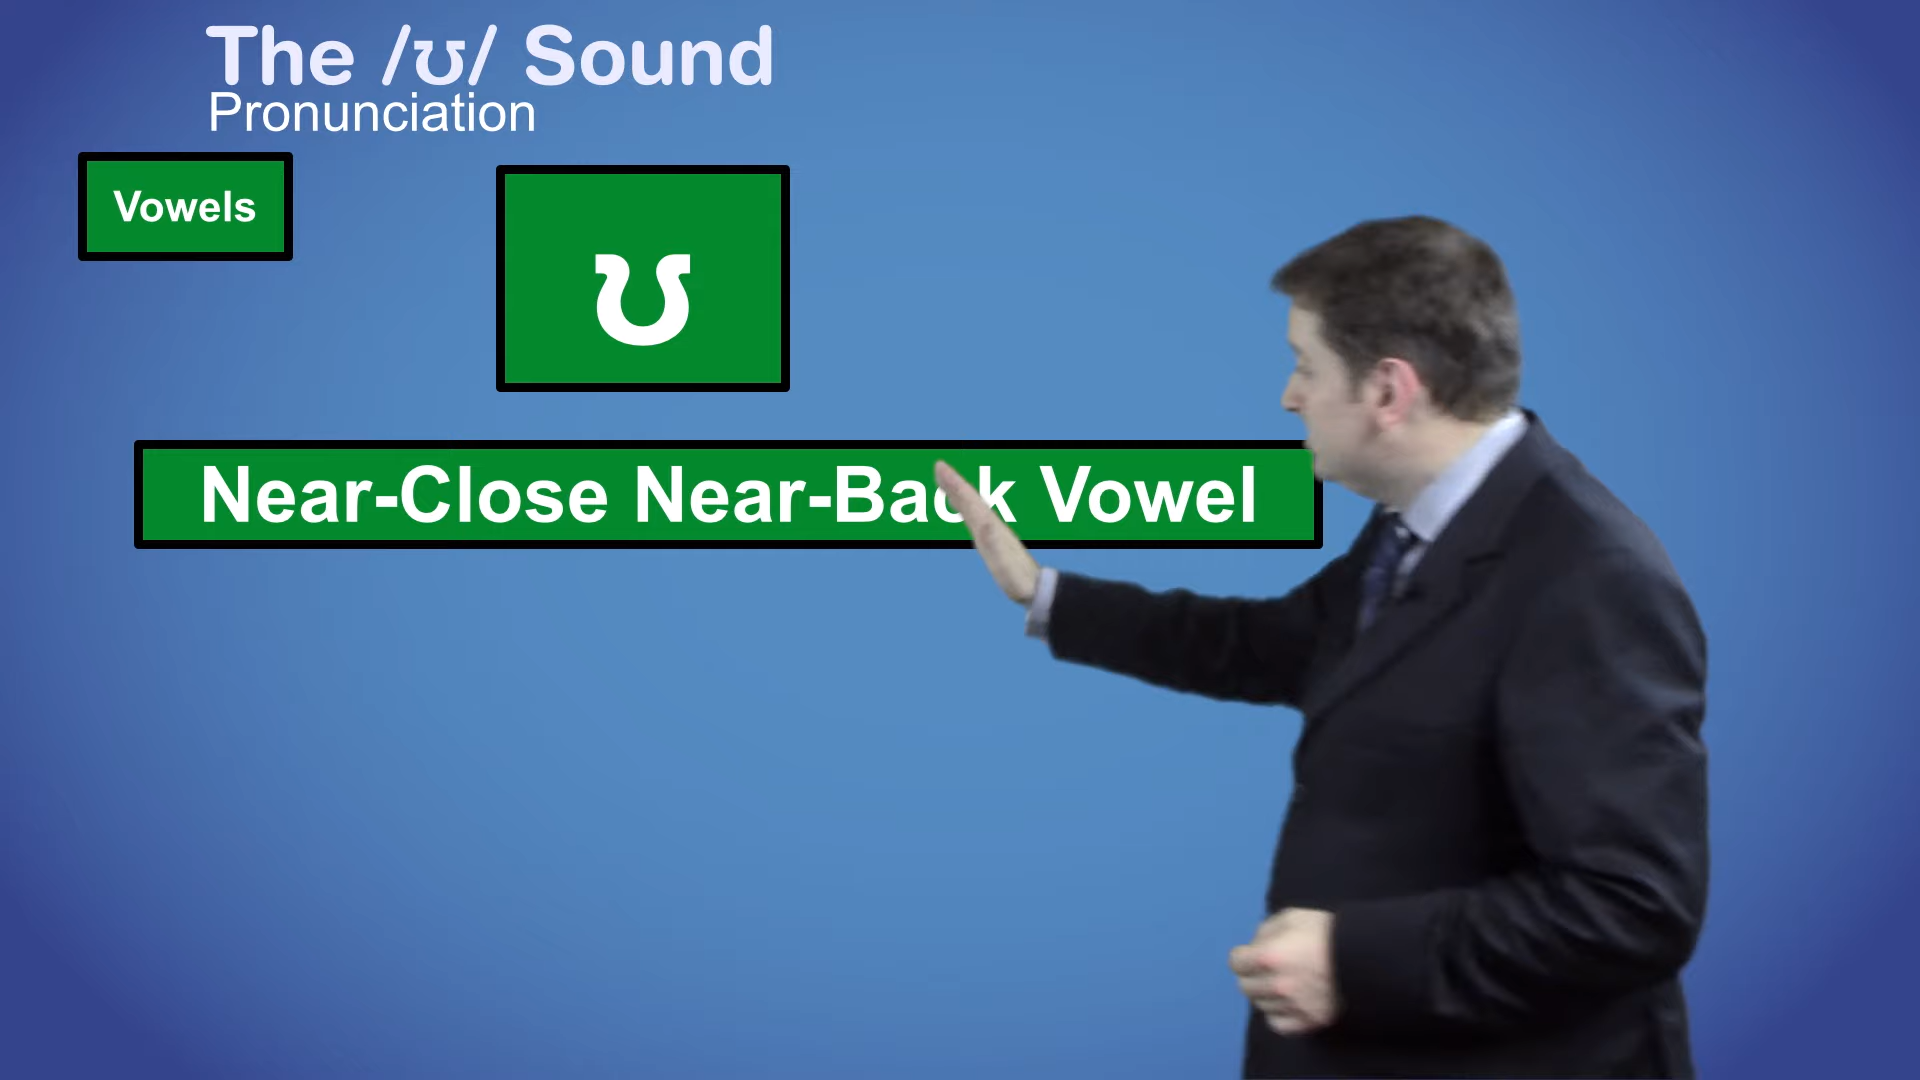 The /ʊ/ Sound
Pronunciation
Vowels
ʊ
Near-Close Near-Back Vowel